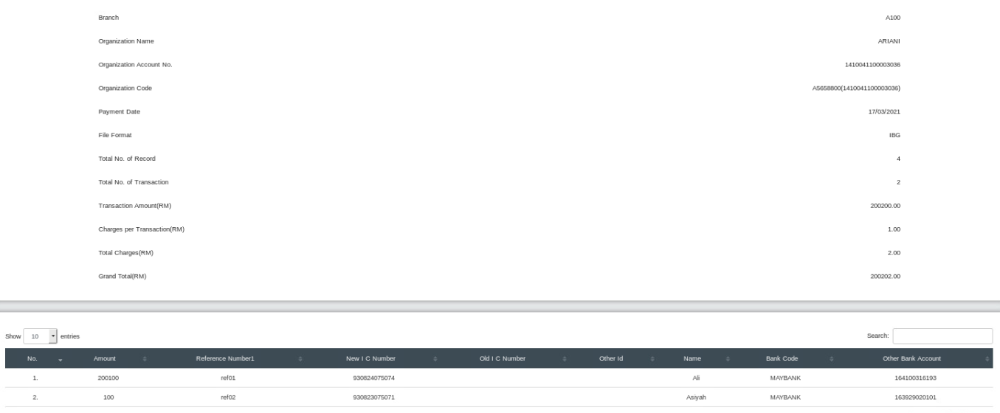 Branch A100
Organization Name ARIANI
Organization Account No. 1410041100003036
Organization Code A5658800(1410041100003036)
Payment Date 17/03/2021
File Format IBG
Total No. of Record 4
Total No. of Transaction 2
Transaction Amount(RM) 200200.00
Charges per Transaction(RM) 1.00
Total Charges(RM) 2.00
Grand Total(RM) 200202.00
Show 10 entries Search:
No. Amount Reference Number1 New I C Number Old I C Number Other Id Name Bank Code Other Bank Account
1. 200100 ref01 930824075074 Ali MAYBANK 164100316193
2. 100 ref02 930823075071 Asiyah MAYBANK 163929020101